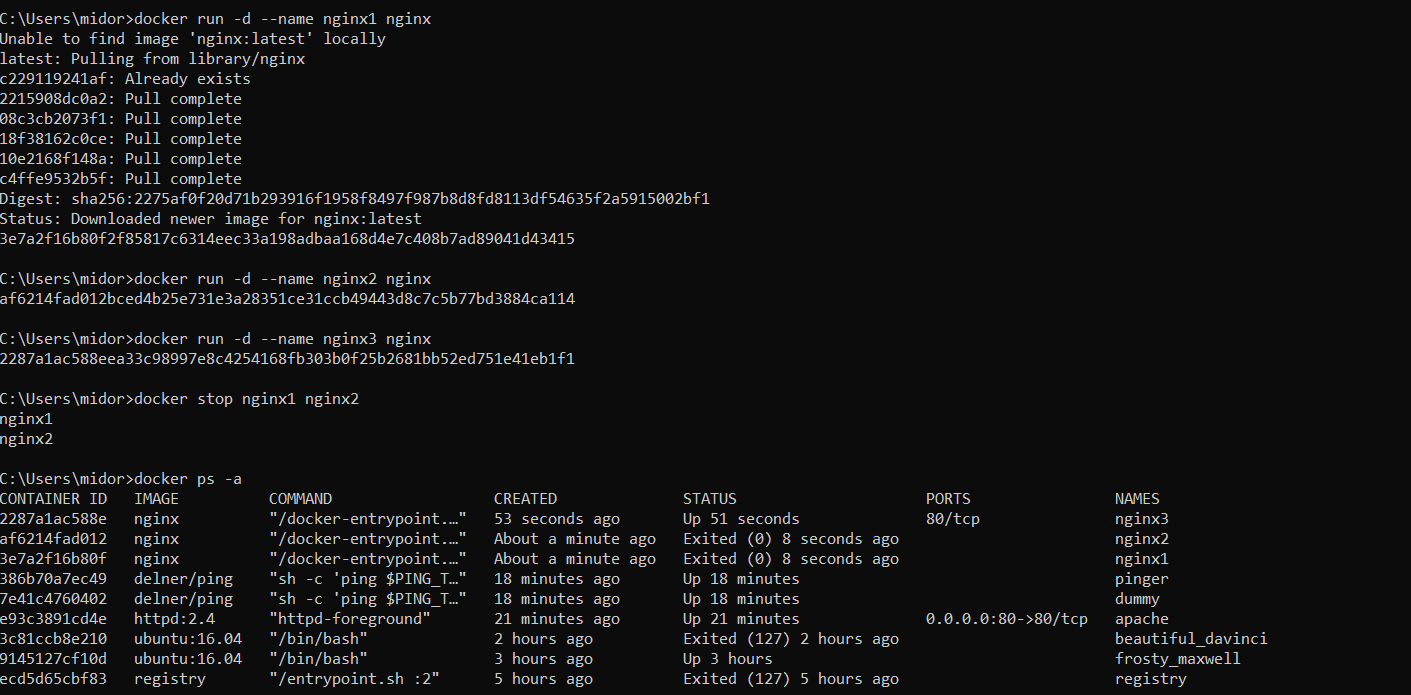 C:\Users\midor>docker run -d --name nginx1 nginx
Unable to find image 'nginx:latest' locally
latest: Pulling from library/nginx
c229119241af: Already exists
2215908dc0a2: Pull complete
08c3cb2073f1: Pull complete
18f38162c0ce: Pull complete
10e2168f148a: Pull complete
c4ffe9532b5f: Pull complete
Digest: sha256:2275af0f20d71b293916f1958f8497f987b8d8fd8113df54635f2a5915002bf1
Status: Downloaded newer image for nginx:latest
3e7a2f16b80f2f85817c6314eec33a198adbaa168d4e7c408b7ad89041d43415
C:\Users\midor>docker run -d --name nginx2 nginx
af6214fad012bced4b25e731e3a28351ce31ccb49443d8c7c5b77bd3884ca114
C:\Users\midor>docker run -d --name nginx3 nginx
2287a1ac588eea33c98997e8c4254168fb303b0f25b2681bb52ed751e41eb1f1
C:\Users\midor>docker stop nginx1 nginx2
nginx1
nginx2
C:\Users\midor>docker ps -a
CONTAINER ID   IMAGE          COMMAND                  CREATED              STATUS                     PORTS                NAMES
2287a1ac588e   nginx          "/docker-entrypoint.…"   53 seconds ago       Up 51 seconds              80/tcp               nginx3
af6214fad012   nginx          "/docker-entrypoint.…"   About a minute ago   Exited (0) 8 seconds ago                        nginx2
3e7a2f16b80f   nginx          "/docker-entrypoint.…"   About a minute ago   Exited (0) 8 seconds ago                        nginx1
386b70a7ec49   delner/ping    "sh -c 'ping $PING_T…"   18 minutes ago       Up 18 minutes                                   pinger
7e41c4760402   delner/ping    "sh -c 'ping $PING_T…"   18 minutes ago       Up 18 minutes                                   dummy
e93c3891cd4e   httpd:2.4      "httpd-foreground"       21 minutes ago       Up 21 minutes              0.0.0.0:80->80/tcp   apache
3c81ccb8e210   ubuntu:16.04   "/bin/bash"              2 hours ago          Exited (127) 2 hours ago                        beautiful_davinci
9145127cf10d   ubuntu:16.04   "/bin/bash"              3 hours ago          Up 3 hours                                      frosty_maxwell
ecd5d65cbf83   registry       "/entrypoint.sh :2"      5 hours ago          Exited (127) 5 hours ago                        registry